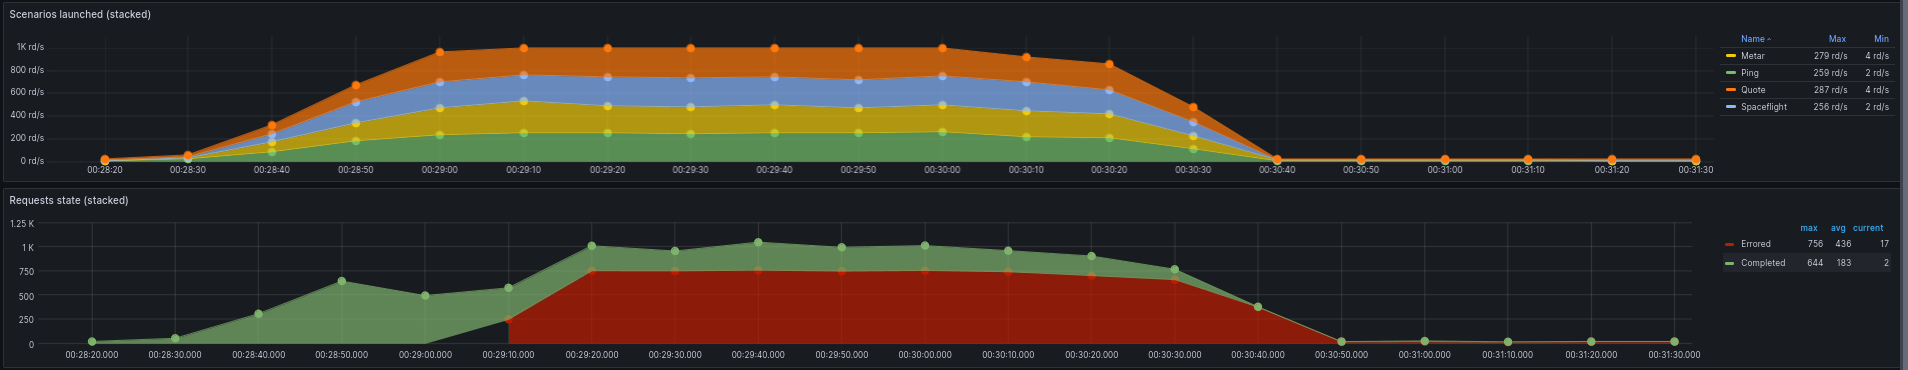 Scenarios launched (stacked)
1K rd/s
800 rd/s
600 rd/s
400 rd/s
200 rd/s
0 rd/s
00:28:20 00:28:30 00:28:40 00:28:50 00:29:00 00:29:10 00:29:20 00:29:30 00:29:40 00:29:50 00:30:00 00:30:10 00:30:20 00:30:30 00:30:40 00:30:50 00:31:00 00:31:10 00:31:20 00:31:30
Name Max Min
Metar 279 rd/s 4 rd/s
Ping 259 rd/s 2 rd/s
Quote 287 rd/s 4 rd/s
Spaceflight 256 rd/s 2 rd/s
Requests state (stacked)
1.25 K
1 K
750
500
250
0
00:28:20.000 00:28:30.000 00:28:40.000 00:28:50.000 00:29:00.000 00:29:10.000 00:29:20.000 00:29:30.000 00:29:40.000 00:29:50.000 00:30:00.000 00:30:10.000 00:30:20.000 00:30:30.000 00:30:40.000 00:30:50.000 00:31:00.000 00:31:10.000 00:31:20.000 00:31:30.000
max avg current
Errored 756 436 17
Completed 644 183 2